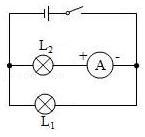 L₂ + A -
L₁